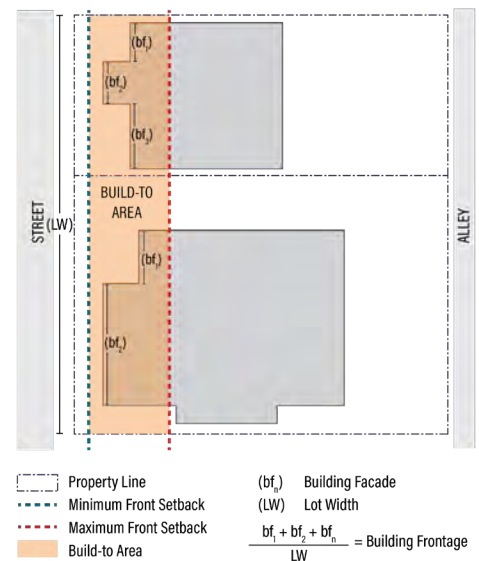 (bf₁)
(bf₂)
(bf₃)
BUILD-TO
AREA
STREET
(LW)
ALLEY
(bf₁)
(bf₂)
Property Line
Minimum Front Setback
Maximum Front Setback
Build-to Area
(bfₙ) Building Facade
(LW) Lot Width
bf₁ + bf₂ + bfₙ
LW
= Building Frontage